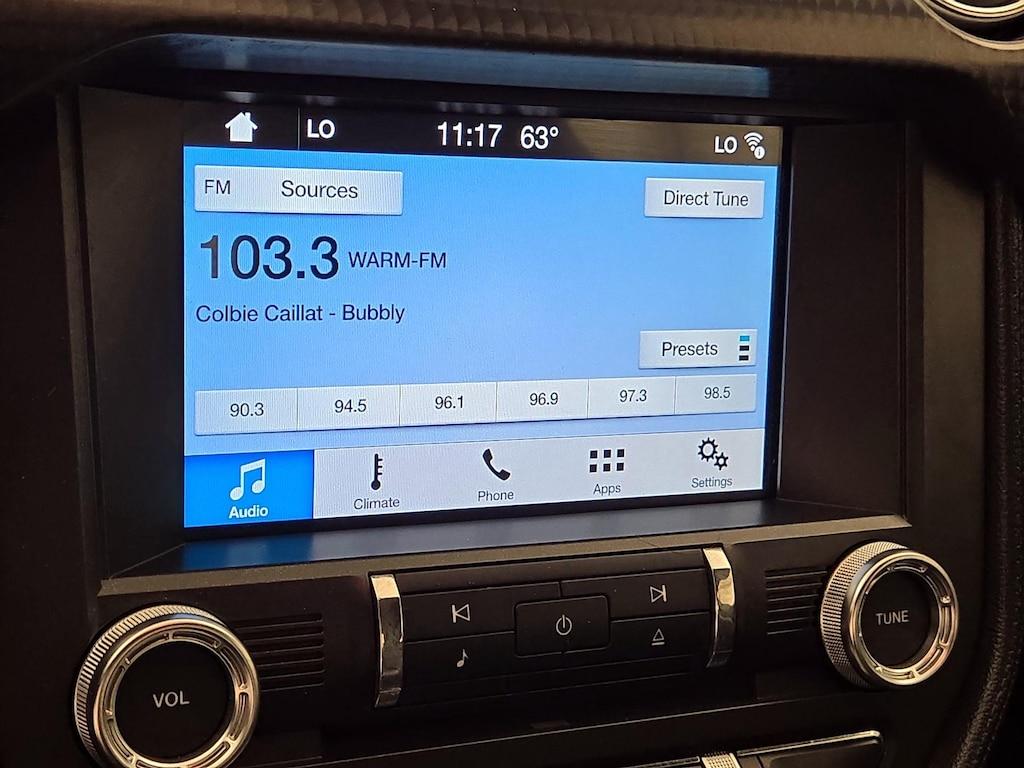 LO 11:17 63° LO
FM Sources
Direct Tune
103.3 WARM-FM
Colbie Caillat - Bubbly
Presets
90.3 94.5 96.1 96.9 97.3 98.5
Audio Climate Phone Apps Settings
VOL
TUNE